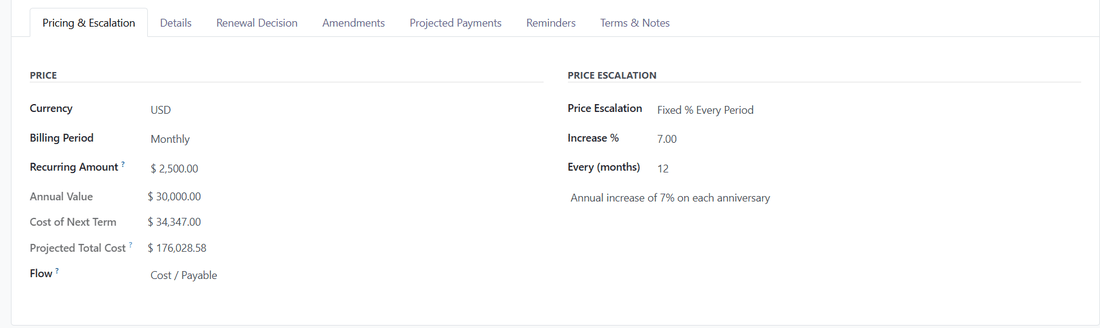 Pricing & Escalation Details Renewal Decision Amendments Projected Payments Reminders Terms & Notes
PRICE
Currency USD
Billing Period Monthly
Recurring Amount ? $ 2,500.00
Annual Value $ 30,000.00
Cost of Next Term $ 34,347.00
Projected Total Cost ? $ 176,028.58
Flow ? Cost / Payable
PRICE ESCALATION
Price Escalation Fixed % Every Period
Increase % 7.00
Every (months) 12
Annual increase of 7% on each anniversary